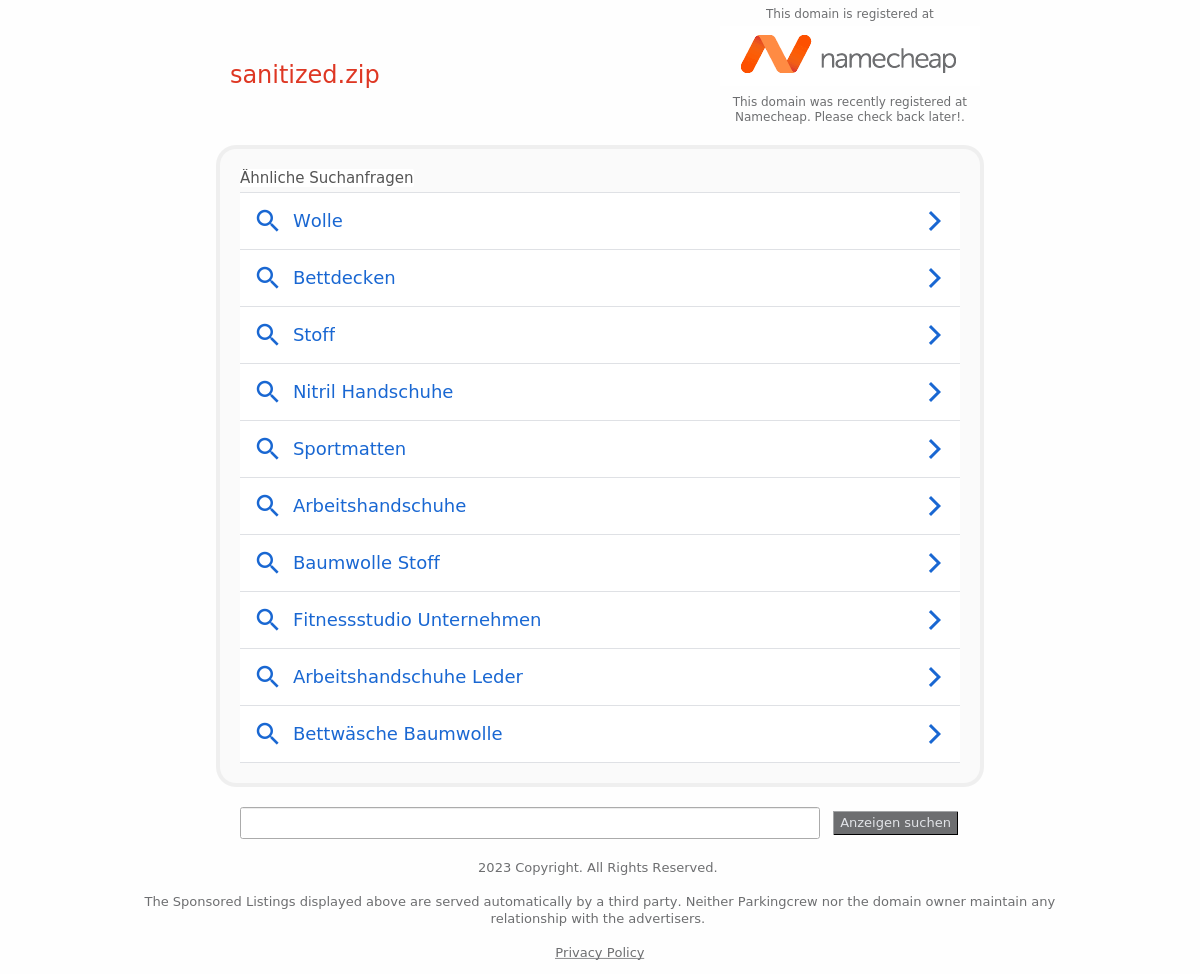 This domain is registered at
namecheap
sanitized.zip
This domain was recently registered at
Namecheap. Please check back later!.
Ähnliche Suchanfragen
Wolle
Bettdecken
Stoff
Nitril Handschuhe
Sportmatten
Arbeitshandschuhe
Baumwolle Stoff
Fitnessstudio Unternehmen
Arbeitshandschuhe Leder
Bettwäsche Baumwolle
Anzeigen suchen
2023 Copyright. All Rights Reserved.
The Sponsored Listings displayed above are served automatically by a third party. Neither Parkingcrew nor the domain owner maintain any
relationship with the advertisers.
Privacy Policy